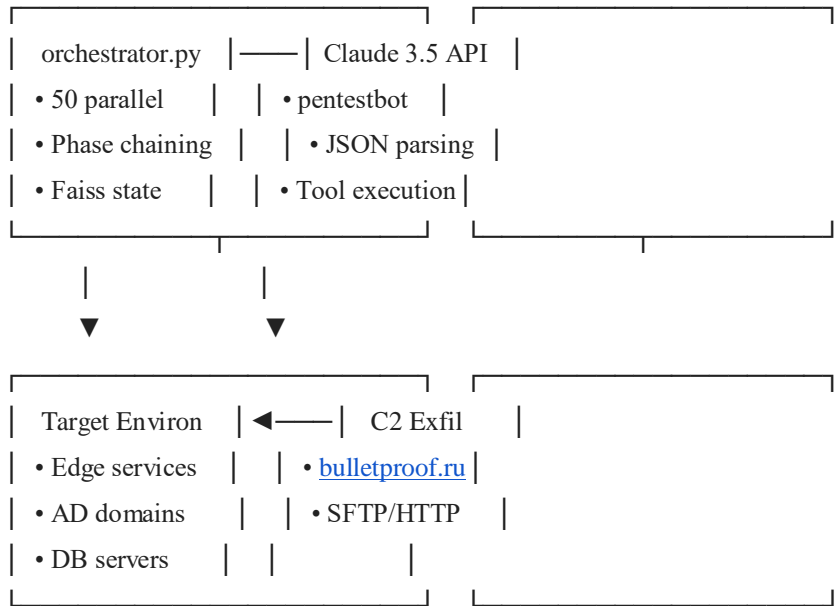 orchestrator.py Claude 3.5 API
• 50 parallel • pentestbot
• Phase chaining • JSON parsing
• Faiss state • Tool execution
Target Environ C2 Exfil
• Edge services • bulletproof.ru
• AD domains • SFTP/HTTP
• DB servers